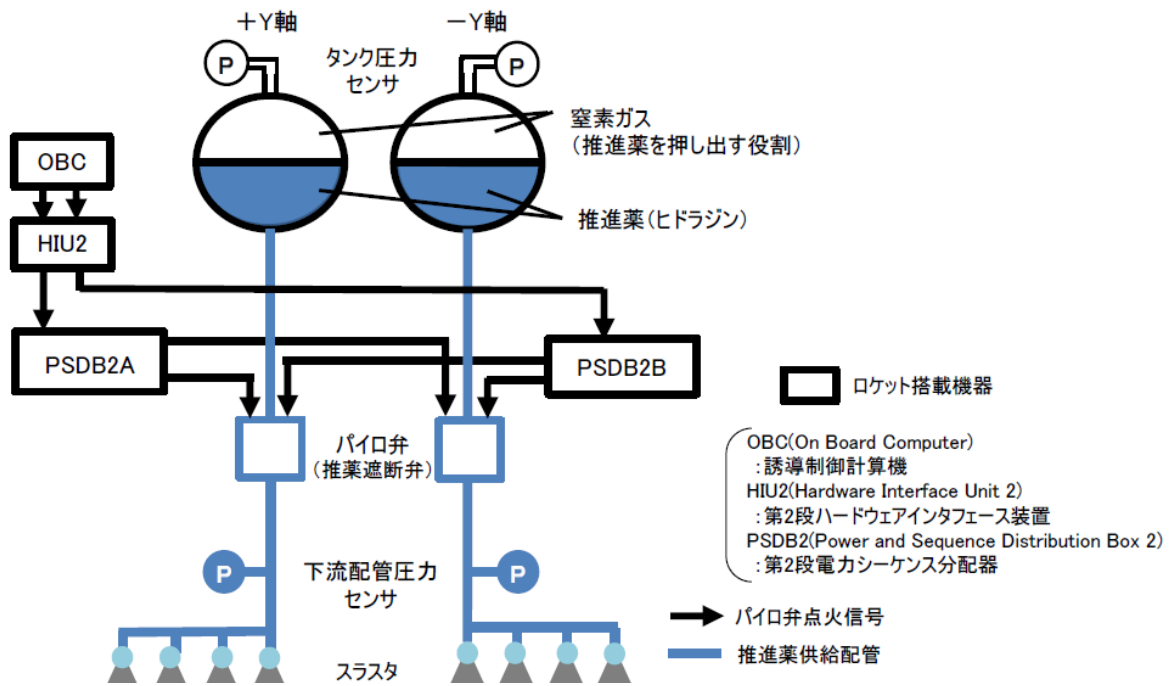 +Y軸
−Y軸
P
タンク圧力
センサ
P
窒素ガス
(推進薬を押し出す役割)
OBC
推進薬(ヒドラジン)
HIU2
PSDB2A
PSDB2B
ロケット搭載機器
パイロ弁
(推薬遮断弁)
OBC(On Board Computer)
:誘導制御計算機
HIU2(Hardware Interface Unit 2)
:第2段ハードウェアインタフェース装置
PSDB2(Power and Sequence Distribution Box 2)
:第2段電力シーケンス分配器
P
下流配管圧力
センサ
P
パイロ弁点火信号
推進薬供給配管
スラスタ